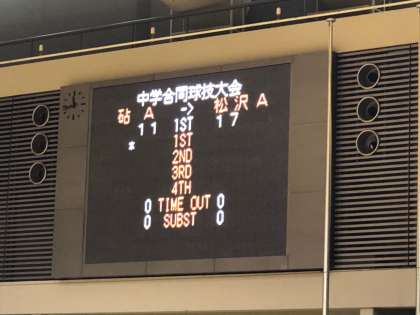 中学合同球技大会
砧 A -> 松沢 A
11 1ST 17
* 1ST
2ND
3RD
4TH
0 TIME OUT 0
0 SUBST 0